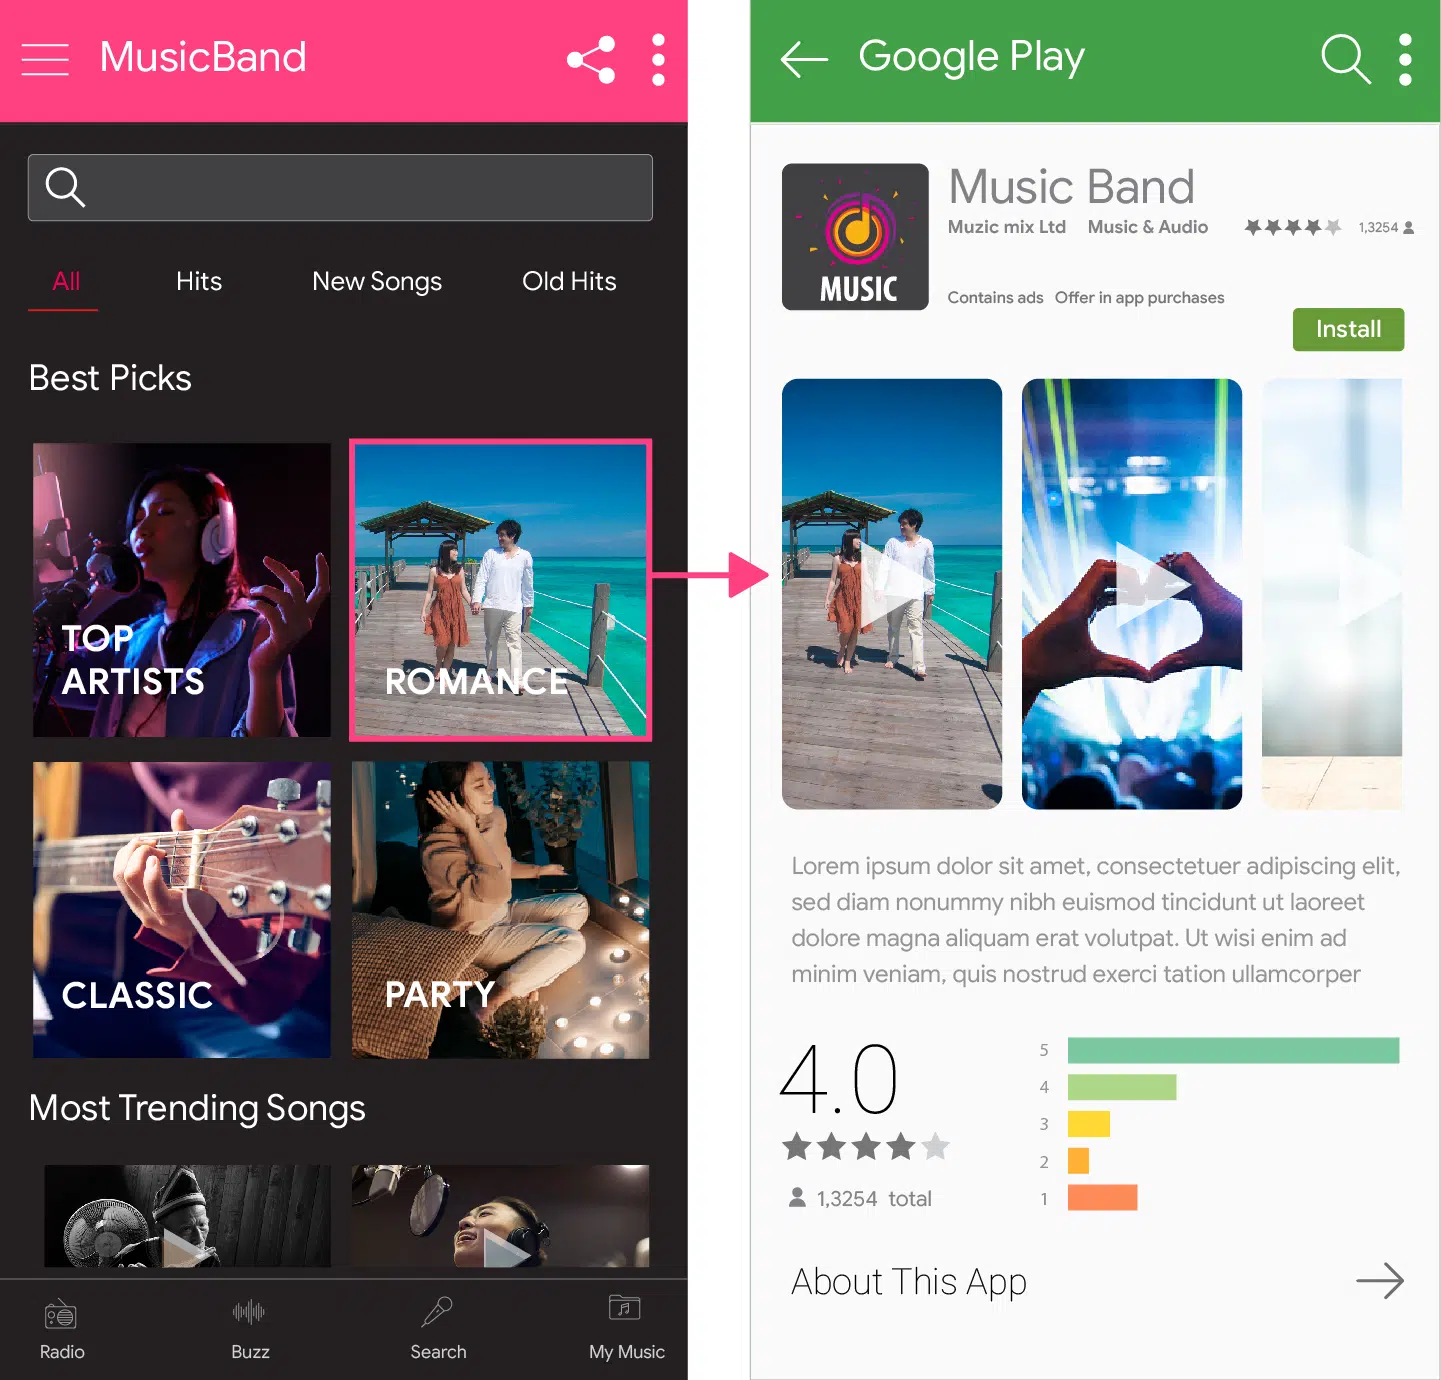 MusicBand
All Hits New Songs Old Hits
Best Picks
TOP
ARTISTS
ROMANCE
CLASSIC
PARTY
Most Trending Songs
Radio Buzz Search My Music
Google Play
MUSIC
Music Band
Muzic mix Ltd Music & Audio 1,3254
Contains ads Offer in app purchases
Install
Lorem ipsum dolor sit amet, consectetuer adipiscing elit,
sed diam nonummy nibh euismod tincidunt ut laoreet
dolore magna aliquam erat volutpat. Ut wisi enim ad
minim veniam, quis nostrud exerci tation ullamcorper
4.0
1,3254 total
5
4
3
2
1
About This App